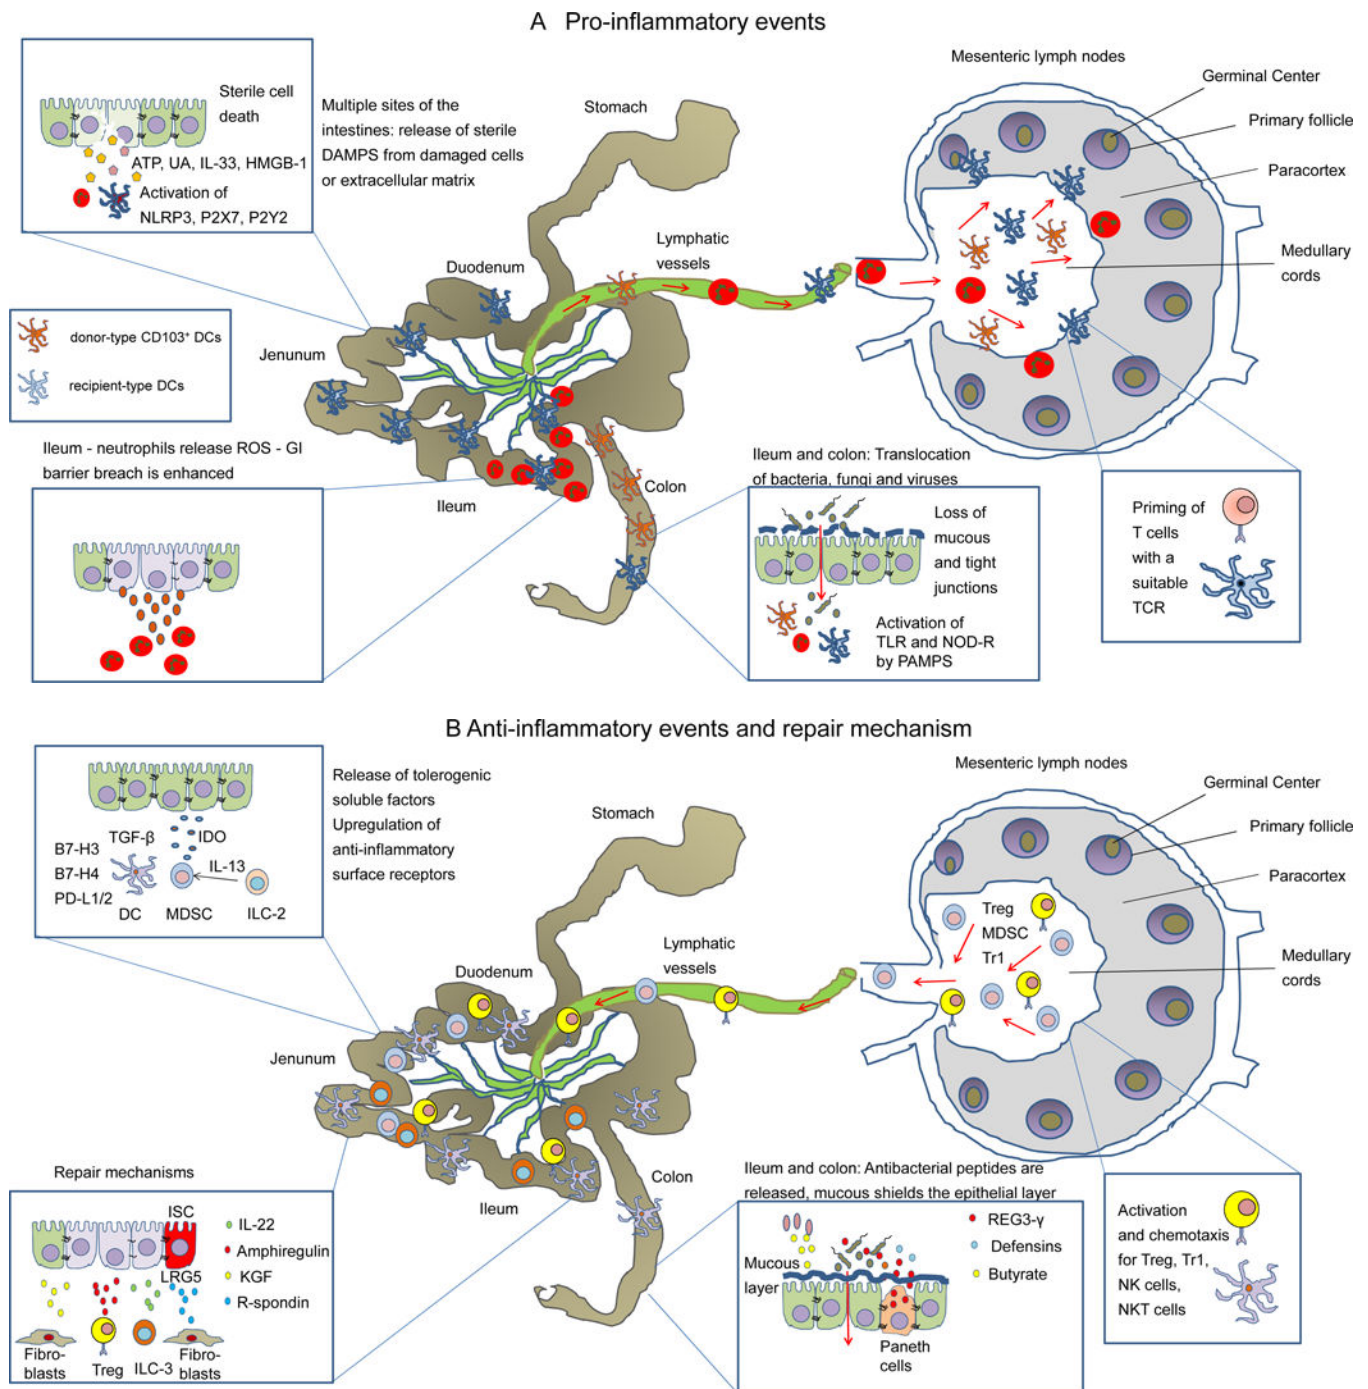 A Pro-inflammatory events
Sterile cell
death
ATP, UA, IL-33, HMGB-1
Activation of
NLRP3, P2X7, P2Y2
Multiple sites of the
intestines: release of sterile
DAMPS from damaged cells
or extracellular matrix
Stomach
Duodenum
Lymphatic
vessels
Jenunum
Ileum
Colon
Mesenteric lymph nodes
Germinal Center
Primary follicle
Paracortex
Medullary
cords
donor-type CD103⁺ DCs
recipient-type DCs
Ileum - neutrophils release ROS - GI
barrier breach is enhanced
Ileum and colon: Translocation
of bacteria, fungi and viruses
Loss of
mucous
and tight
junctions
Activation of
TLR and NOD-R
by PAMPS
Priming of
T cells
with a
suitable
TCR
B Anti-inflammatory events and repair mechanism
TGF-β
IDO
B7-H3
B7-H4
PD-L1/2
IL-13
DC
MDSC
ILC-2
Release of tolerogenic
soluble factors
Upregulation of
anti-inflammatory
surface receptors
Stomach
Duodenum
Lymphatic
vessels
Jenunum
Ileum
Colon
Mesenteric lymph nodes
Germinal Center
Primary follicle
Paracortex
Medullary
cords
Treg
MDSC
Tr1
Repair mechanisms
ISC
LRG5
IL-22
Amphiregulin
KGF
R-spondin
Fibro-
blasts
Treg
ILC-3
Fibro-
blasts
Ileum and colon: Antibacterial peptides are
released, mucous shields the epithelial layer
REG3-γ
Defensins
Butyrate
Mucous
layer
Paneth
cells
Activation
and chemotaxis
for Treg, Tr1,
NK cells,
NKT cells